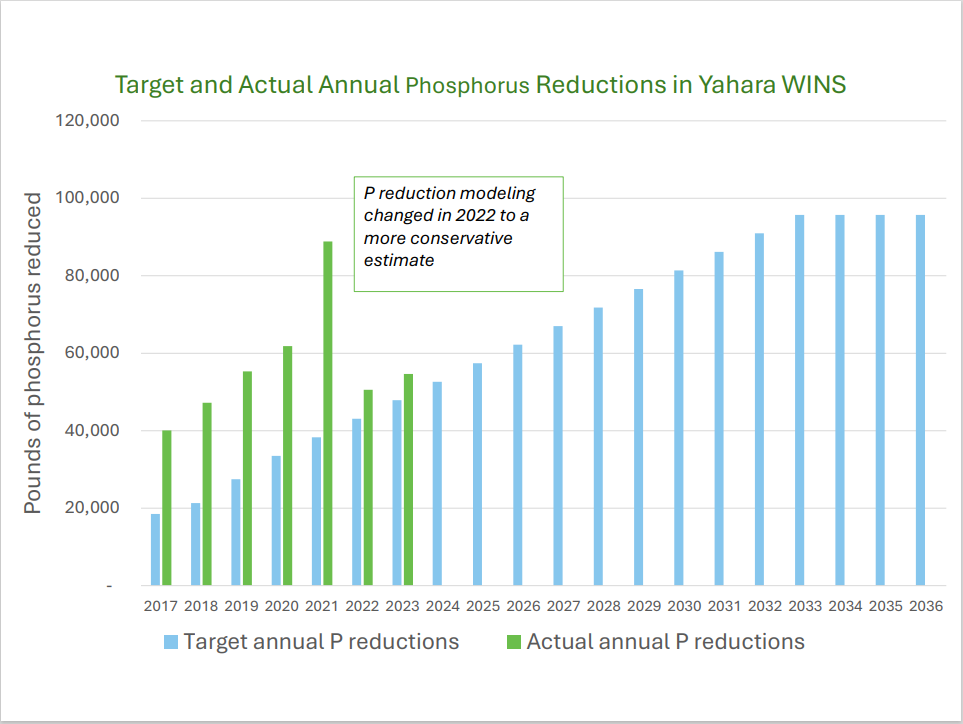 Target and Actual Annual Phosphorus Reductions in Yahara WINS
Pounds of phosphorus reduced
120,000
100,000
80,000
60,000
40,000
20,000
-
P reduction modeling
changed in 2022 to a
more conservative
estimate
2017 2018 2019 2020 2021 2022 2023 2024 2025 2026 2027 2028 2029 2030 2031 2032 2033 2034 2035 2036
Target annual P reductions Actual annual P reductions